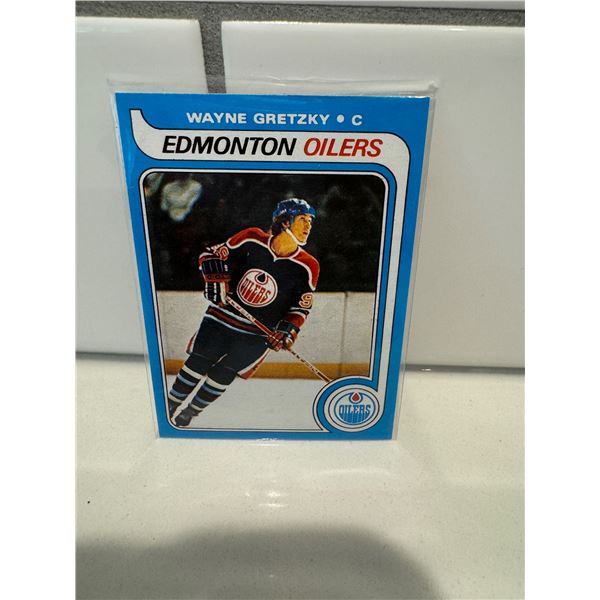 WAYNE GRETZKY • C
EDMONTON OILERS
OILERS
OILERS